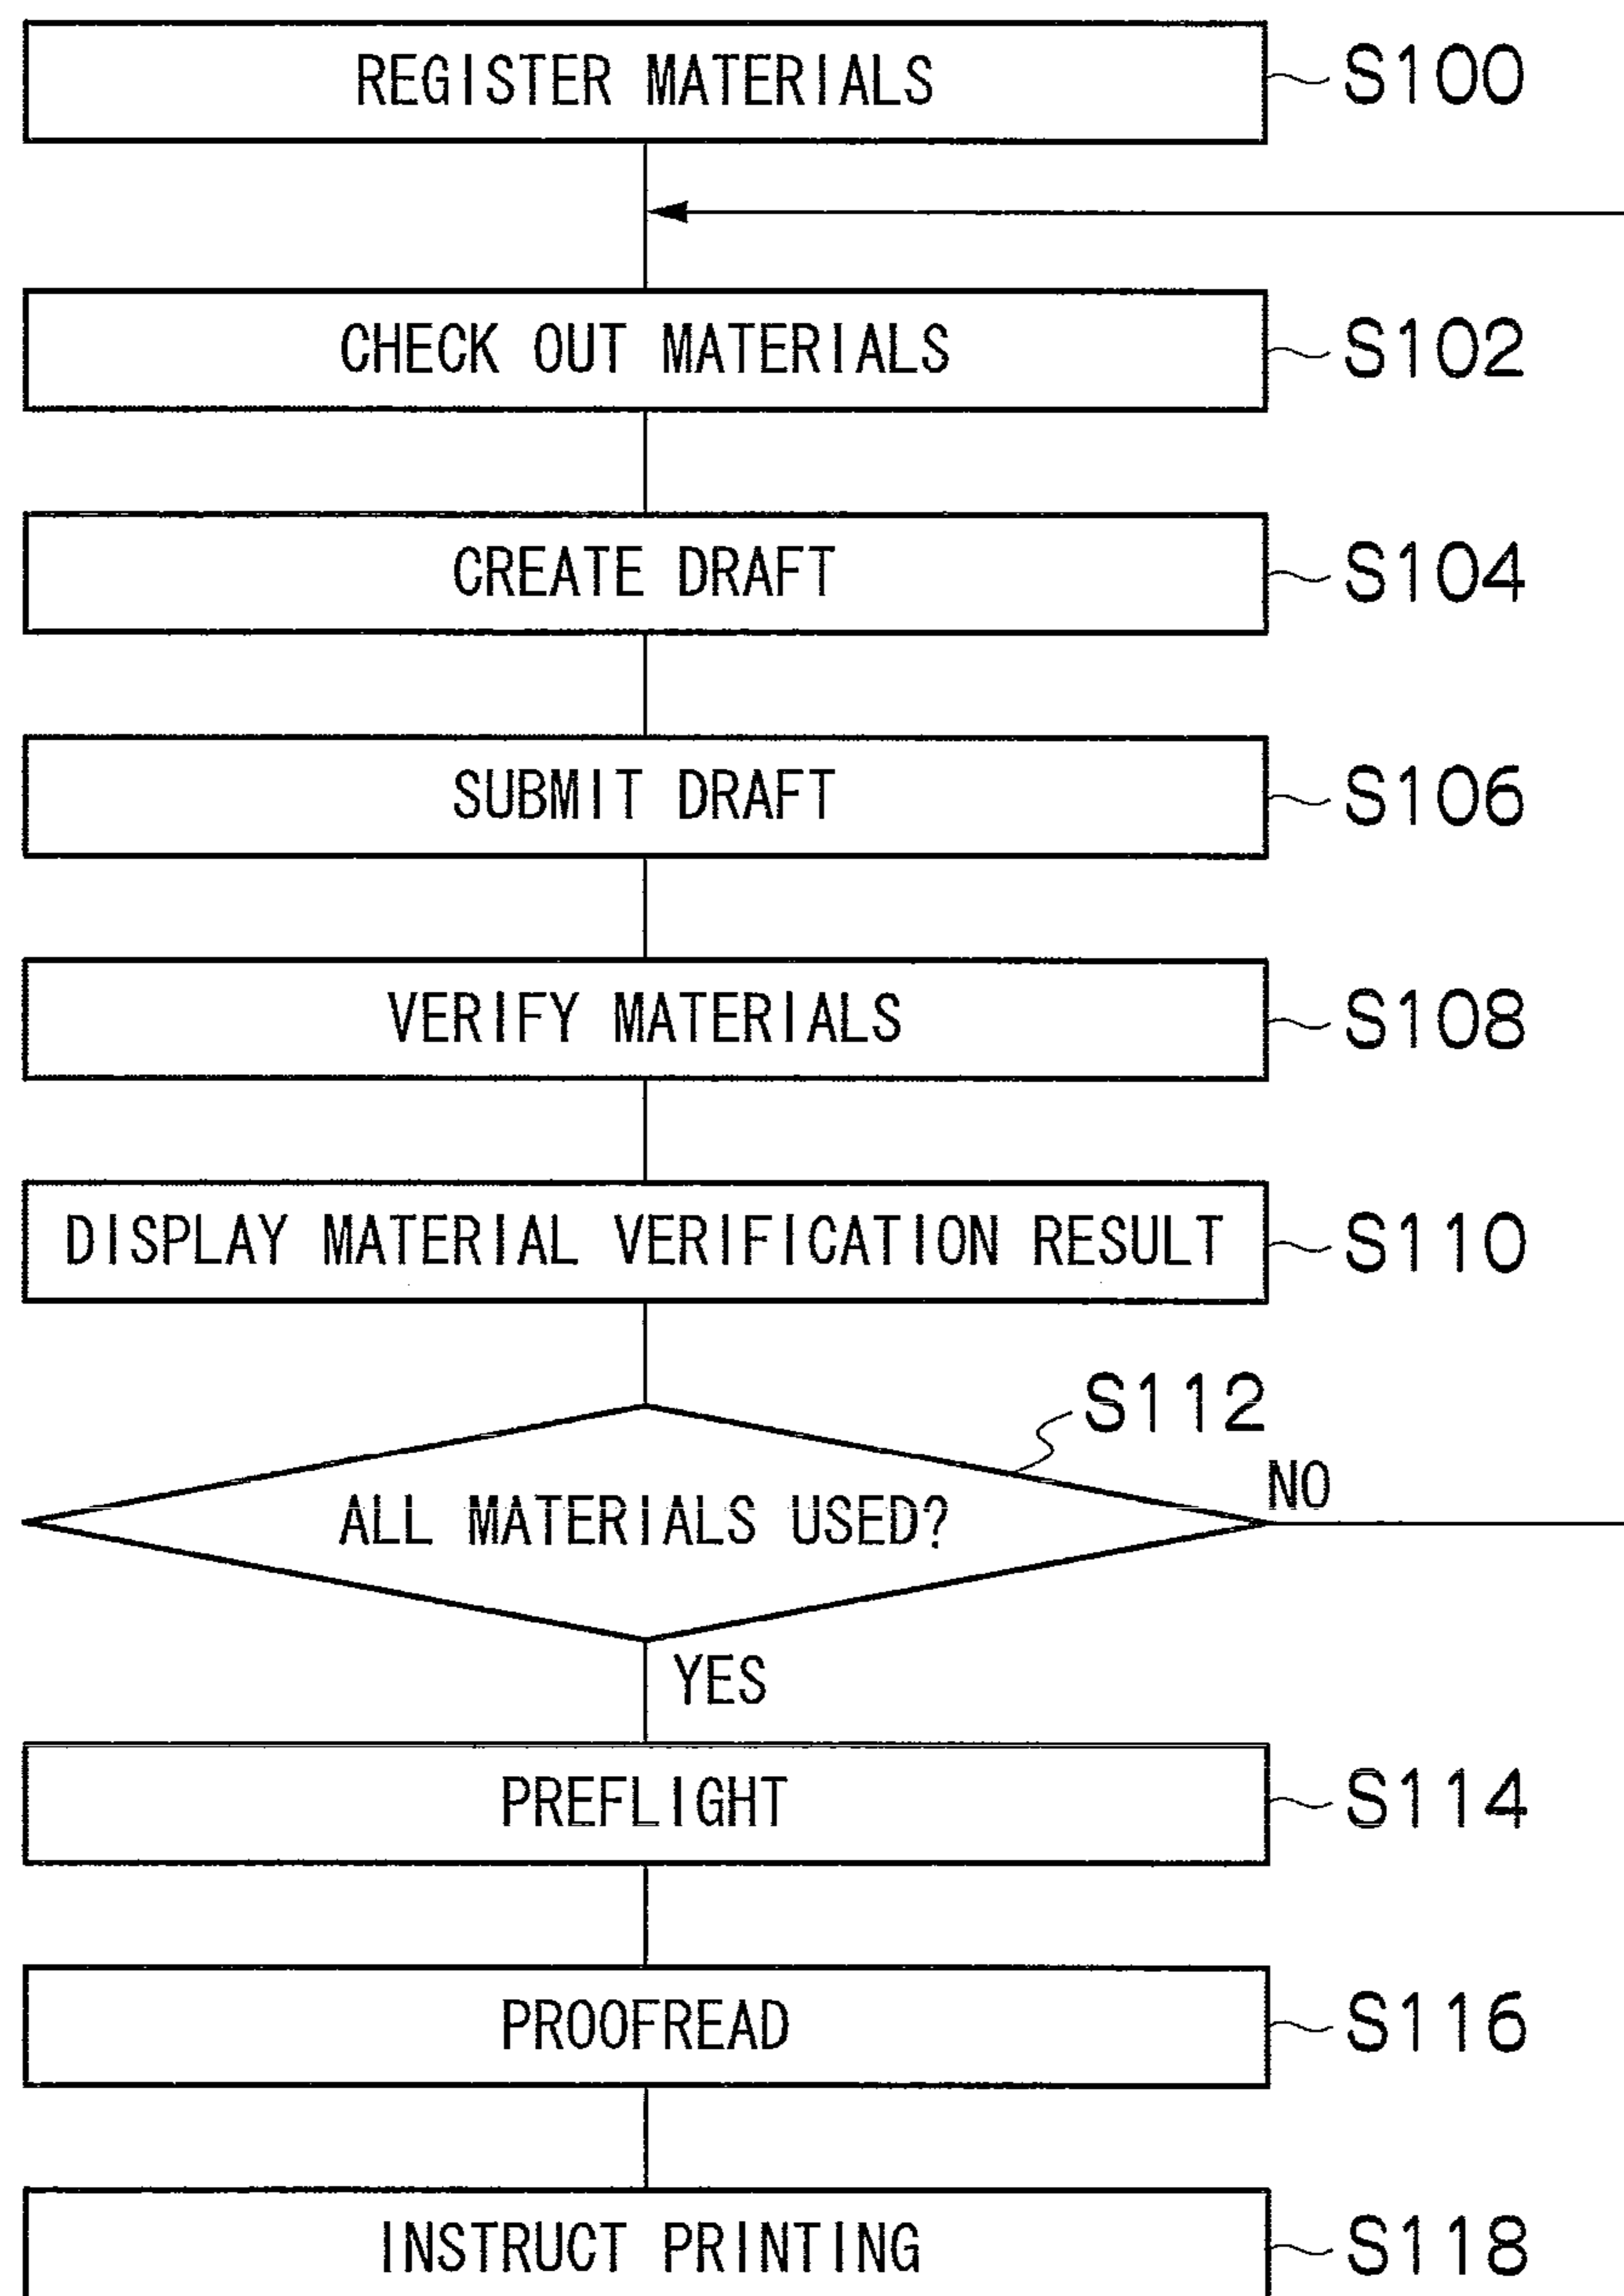 REGISTER MATERIALS S100
CHECK OUT MATERIALS S102
CREATE DRAFT S104
SUBMIT DRAFT S106
VERIFY MATERIALS S108
DISPLAY MATERIAL VERIFICATION RESULT S110
S112
ALL MATERIALS USED? NO
YES
PREFLIGHT S114
PROOFREAD S116
INSTRUCT PRINTING S118